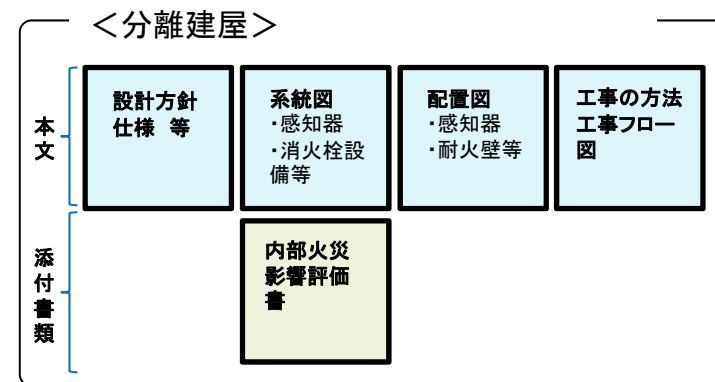 ＜分離建屋＞
本文
設計方針
仕様 等
系統図
・感知器
・消火栓設
備等
配置図
・感知器
・耐火壁等
工事の方法
工事フロー
図
添付書類
内部火災
影響評価
書